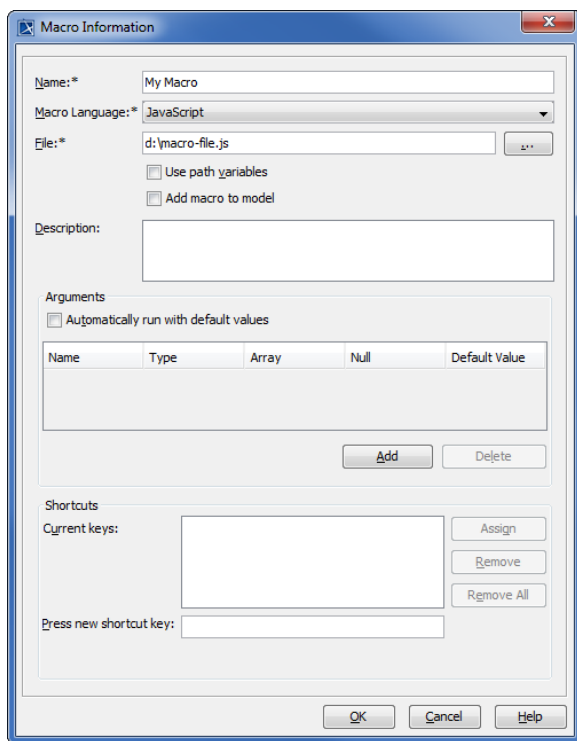 Macro Information
Name:* My Macro
Macro Language:* JavaScript
File:* d:\macro-file.js ...
Use path variables
Add macro to model
Description:
Arguments
Automatically run with default values
Name Type Array Null Default Value
Add Delete
Shortcuts
Current keys: Assign
Remove
Remove All
Press new shortcut key:
OK Cancel Help